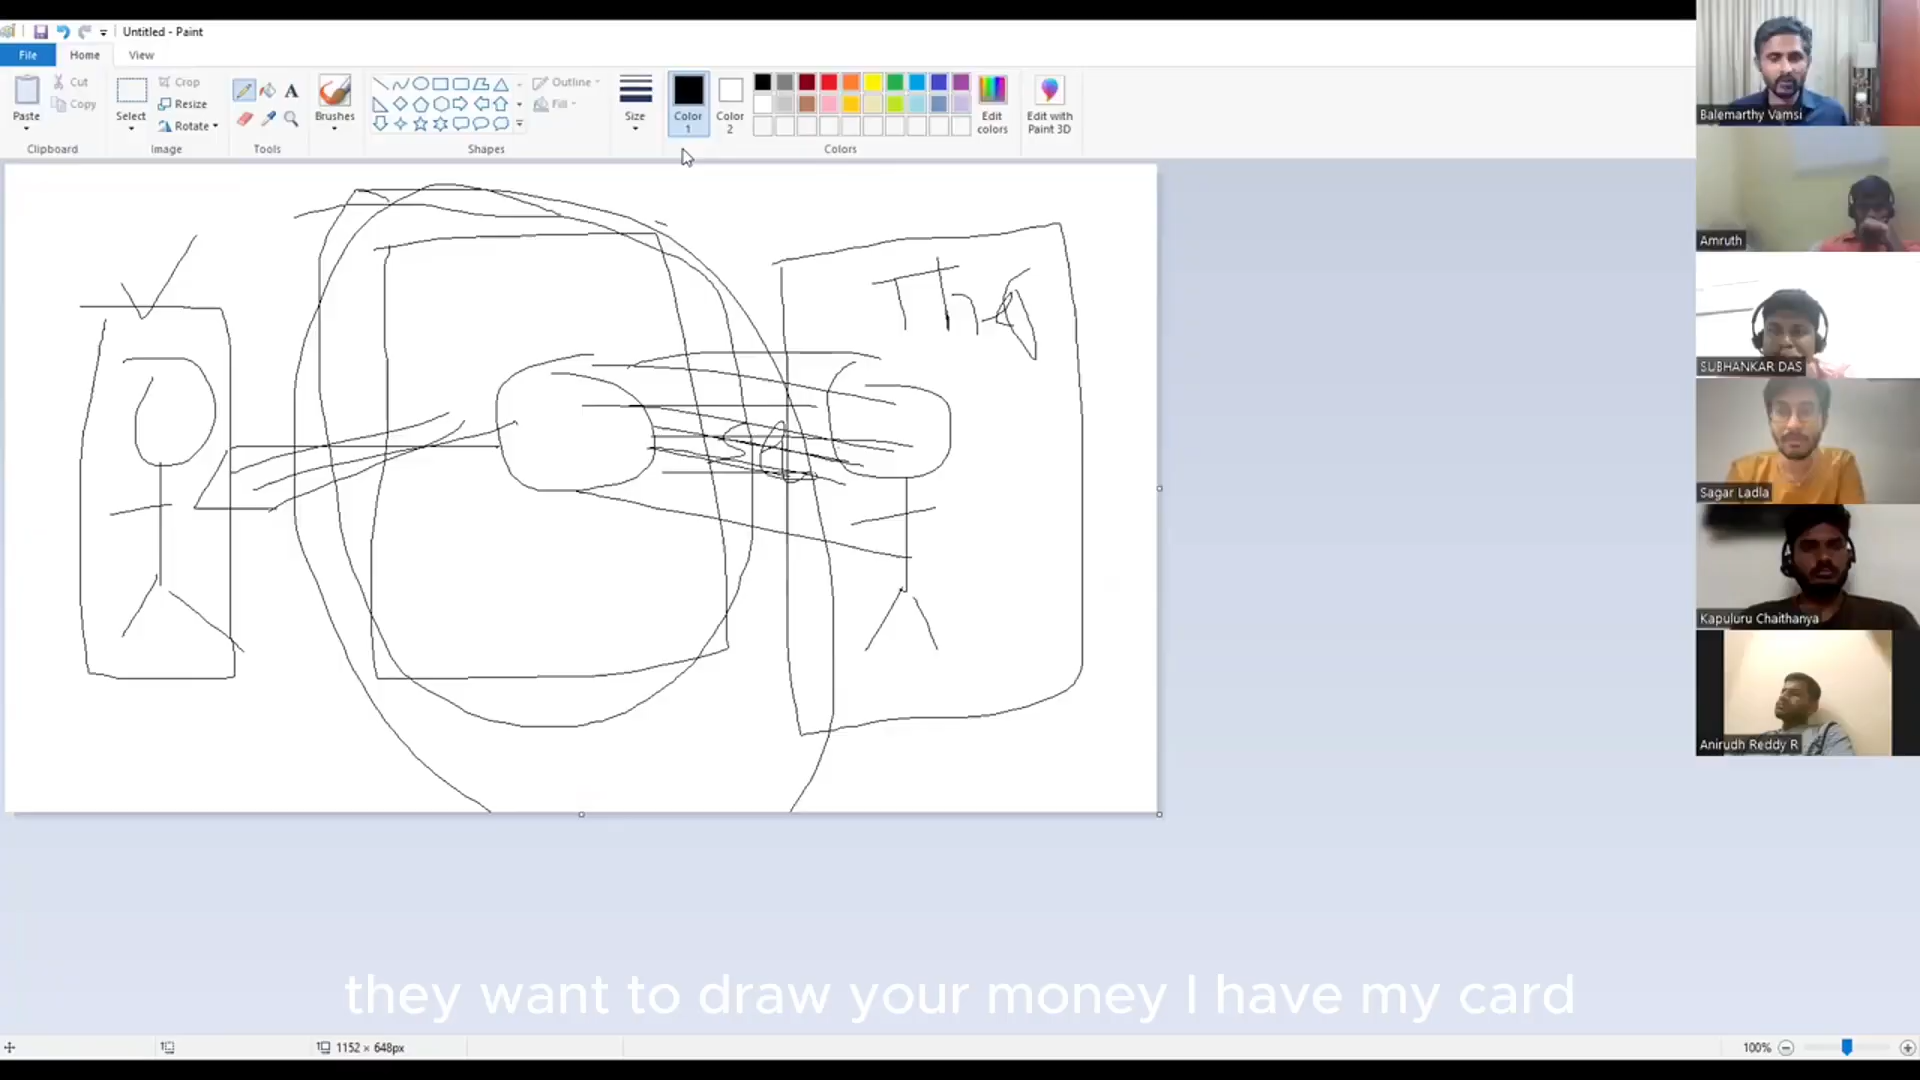 Untitled - Paint
File
Home
View
Paste
Cut
Copy
Clipboard
Select
Crop
Resize
Rotate
Image
Tools
Brushes
Shapes
Outline
Fill
Size
Color
1
Color
2
Edit
colors
Colors
Edit with
Paint 3D
they want to draw your money I have my card
1152 × 648px
100%
Balemarthy Vamsi
Amruth
SUBHANKAR DAS
Sagar Ladla
Kapuluru Chaithanya
Anirudh Reddy R